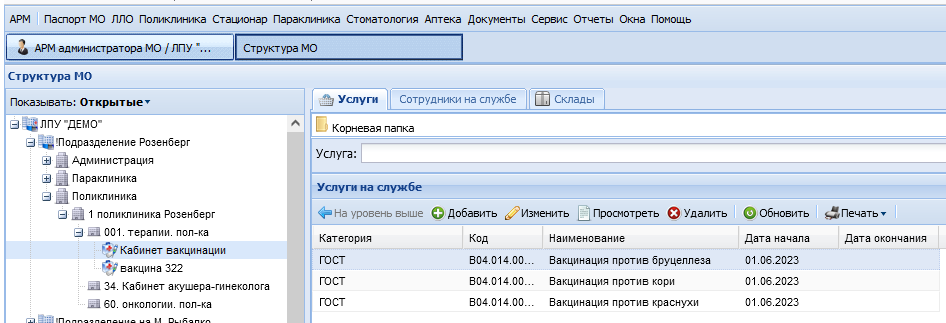 АРМ Паспорт МО ЛЛО Поликлиника Стационар Параклиника Стоматология Аптека Документы Сервис Отчеты Окна Помощь
АРМ администратора МО / ЛПУ "... Структура МО
Структура МО
Показывать: Открытые
Услуги Сотрудники на службе Склады
ЛПУ "ДЕМО"
Корневая папка
!Подразделение Розенберг
Администрация
Услуга:
Параклиника
Услуги на службе
Поликлиника
На уровень выше Добавить Изменить Просмотреть Удалить Обновить Печать
1 поликлиника Розенберг
001. терапии. пол-ка
Категория Код Наименование Дата начала Дата окончания
Кабинет вакцинации
ГОСТ B04.014.00... Вакцинация против бруцеллеза 01.06.2023
вакцина 322
ГОСТ B04.014.00... Вакцинация против кори 01.06.2023
34. Кабинет акушера-гинеколога
60. онкологии. пол-ка
ГОСТ B04.014.00... Вакцинация против краснухи 01.06.2023
!Подразделение на М. Рыбалко